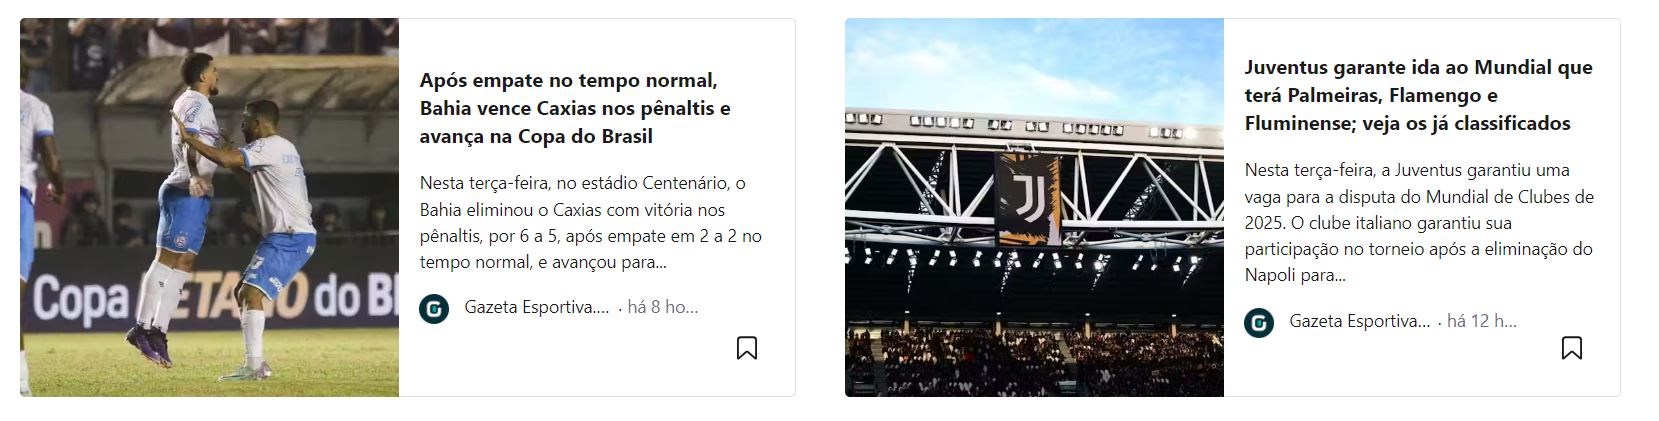 Após empate no tempo normal,
Bahia vence Caxias nos pênaltis e
avança na Copa do Brasil
Nesta terça-feira, no estádio Centenário, o
Bahia eliminou o Caxias com vitória nos
pênaltis, por 6 a 5, após empate em 2 a 2 no
tempo normal, e avançou para...
Gazeta Esportiva.... · há 8 ho...
Copa BETANO do B
Juventus garante ida ao Mundial que
terá Palmeiras, Flamengo e
Fluminense; veja os já classificados
Nesta terça-feira, a Juventus garantiu uma
vaga para a disputa do Mundial de Clubes de
2025. O clube italiano garantiu sua
participação no torneio após a eliminação do
Napoli para...
Gazeta Esportiva... · há 12 h...